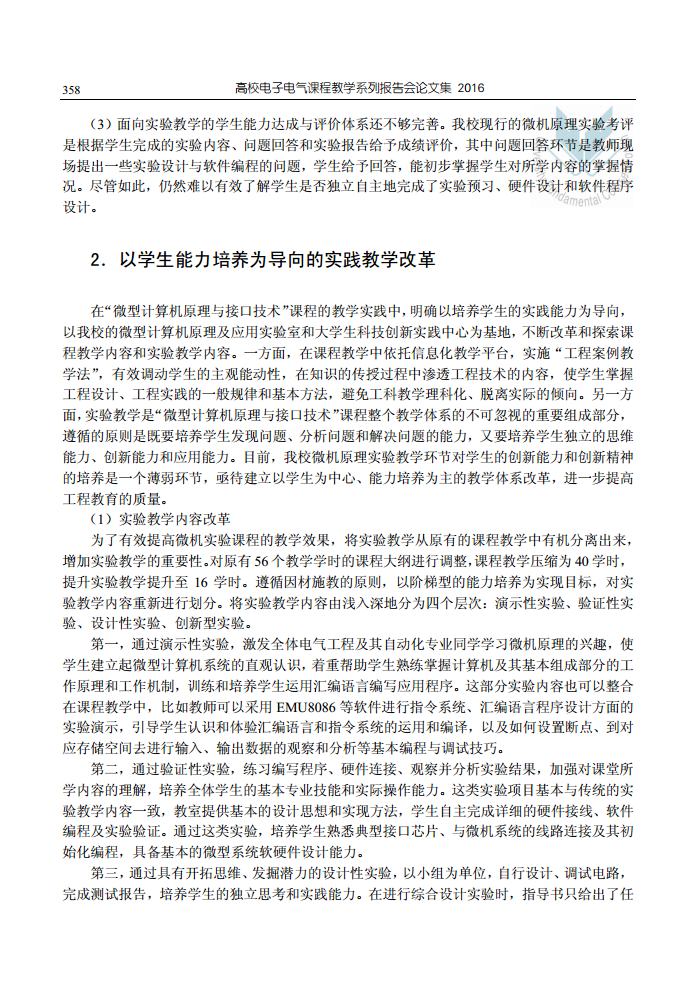 358 高校电子电气课程教学系列报告会论文集 2016
（3）面向实验教学的学生能力达成与评价体系还不够完善。我校现行的微机原理实验考评
是根据学生完成的实验内容、问题回答和实验报告给予成绩评价，其中问题回答环节是教师现
场提出一些实验设计与软件编程的问题，学生给予回答，能初步掌握学生对所学内容的掌握情
况。尽管如此，仍然难以有效了解学生是否独立自主地完成了实验预习、硬件设计和软件程序
设计。
2．以学生能力培养为导向的实践教学改革
在“微型计算机原理与接口技术”课程的教学实践中，明确以培养学生的实践能力为导向，
以我校的微型计算机原理及应用实验室和大学生科技创新实践中心为基地，不断改革和探索课
程教学内容和实验教学内容。一方面，在课程教学中依托信息化教学平台，实施“工程案例教
学法”，有效调动学生的主观能动性，在知识的传授过程中渗透工程技术的内容，使学生掌握
工程设计、工程实践的一般规律和基本方法，避免工科教学理科化、脱离实际的倾向。另一方
面，实验教学是“微型计算机原理与接口技术”课程整个教学体系的不可忽视的重要组成部分，
遵循的原则是既要培养学生发现问题、分析问题和解决问题的能力，又要培养学生独立的思维
能力、创新能力和应用能力。目前，我校微机原理实验教学环节对学生的创新能力和创新精神
的培养是一个薄弱环节，亟待建立以学生为中心、能力培养为主的教学体系改革，进一步提高
工程教育的质量。
（1）实验教学内容改革
为了有效提高微机实验课程的教学效果，将实验教学从原有的课程教学中有机分离出来，
增加实验教学的重要性。对原有 56 个教学学时的课程大纲进行调整，课程教学压缩为 40 学时，
提升实验教学提升至 16 学时。遵循因材施教的原则，以阶梯型的能力培养为实现目标，对实
验教学内容重新进行划分。将实验教学内容由浅入深地分为四个层次：演示性实验、验证性实
验、设计性实验、创新型实验。
第一，通过演示性实验，激发全体电气工程及其自动化专业同学学习微机原理的兴趣，使
学生建立起微型计算机系统的直观认识，着重帮助学生熟练掌握计算机及其基本组成部分的工
作原理和工作机制，训练和培养学生运用汇编语言编写应用程序。这部分实验内容也可以整合
在课程教学中，比如教师可以采用 EMU8086 等软件进行指令系统、汇编语言程序设计方面的
实验演示，引导学生认识和体验汇编语言和指令系统的运用和编译，以及如何设置断点、到对
应存储空间去进行输入、输出数据的观察和分析等基本编程与调试技巧。
第二，通过验证性实验，练习编写程序、硬件连接、观察并分析实验结果，加强对课堂所
学内容的理解，培养全体学生的基本专业技能和实际操作能力。这类实验项目基本与传统的实
验教学内容一致，教室提供基本的设计思想和实现方法，学生自主完成详细的硬件接线、软件
编程及实验验证。通过这类实验，培养学生熟悉典型接口芯片、与微机系统的线路连接及其初
始化编程，具备基本的微型系统软硬件设计能力。
第三，通过具有开拓思维、发掘潜力的设计性实验，以小组为单位，自行设计、调试电路，
完成测试报告，培养学生的独立思考和实践能力。在进行综合设计实验时，指导书只给出了任